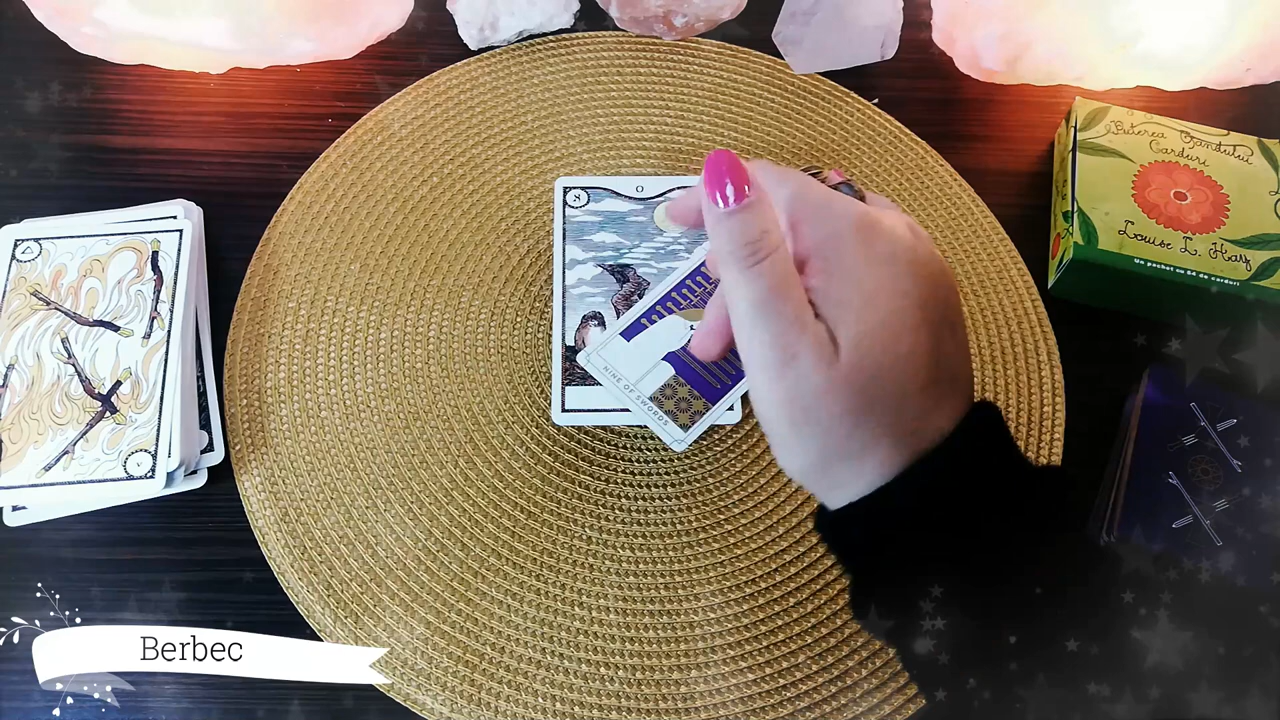 O
NINE OF SWORDS
Puterea Gândului
Carduri
Louise L. Hay
Un pachet cu 64 de carduri
Berbec